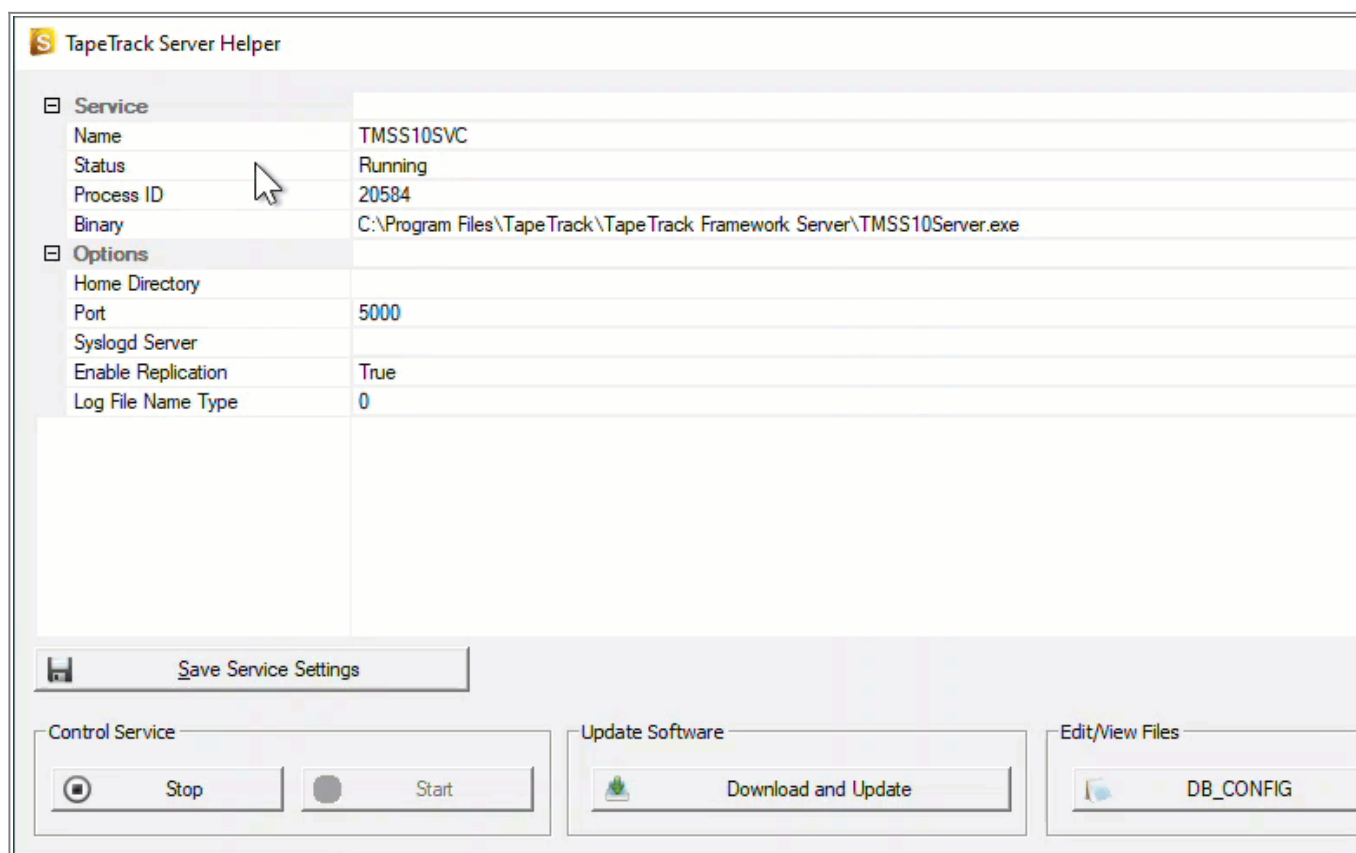 S TapeTrack Server Helper
Service
Name TMSS10SVC
Status Running
Process ID 20584
Binary C:\Program Files\TapeTrack\TapeTrack Framework Server\TMSS10Server.exe
Options
Home Directory
Port 5000
Syslogd Server
Enable Replication True
Log File Name Type 0
Save Service Settings
Control Service Update Software Edit/View Files
Stop Start Download and Update DB_CONFIG